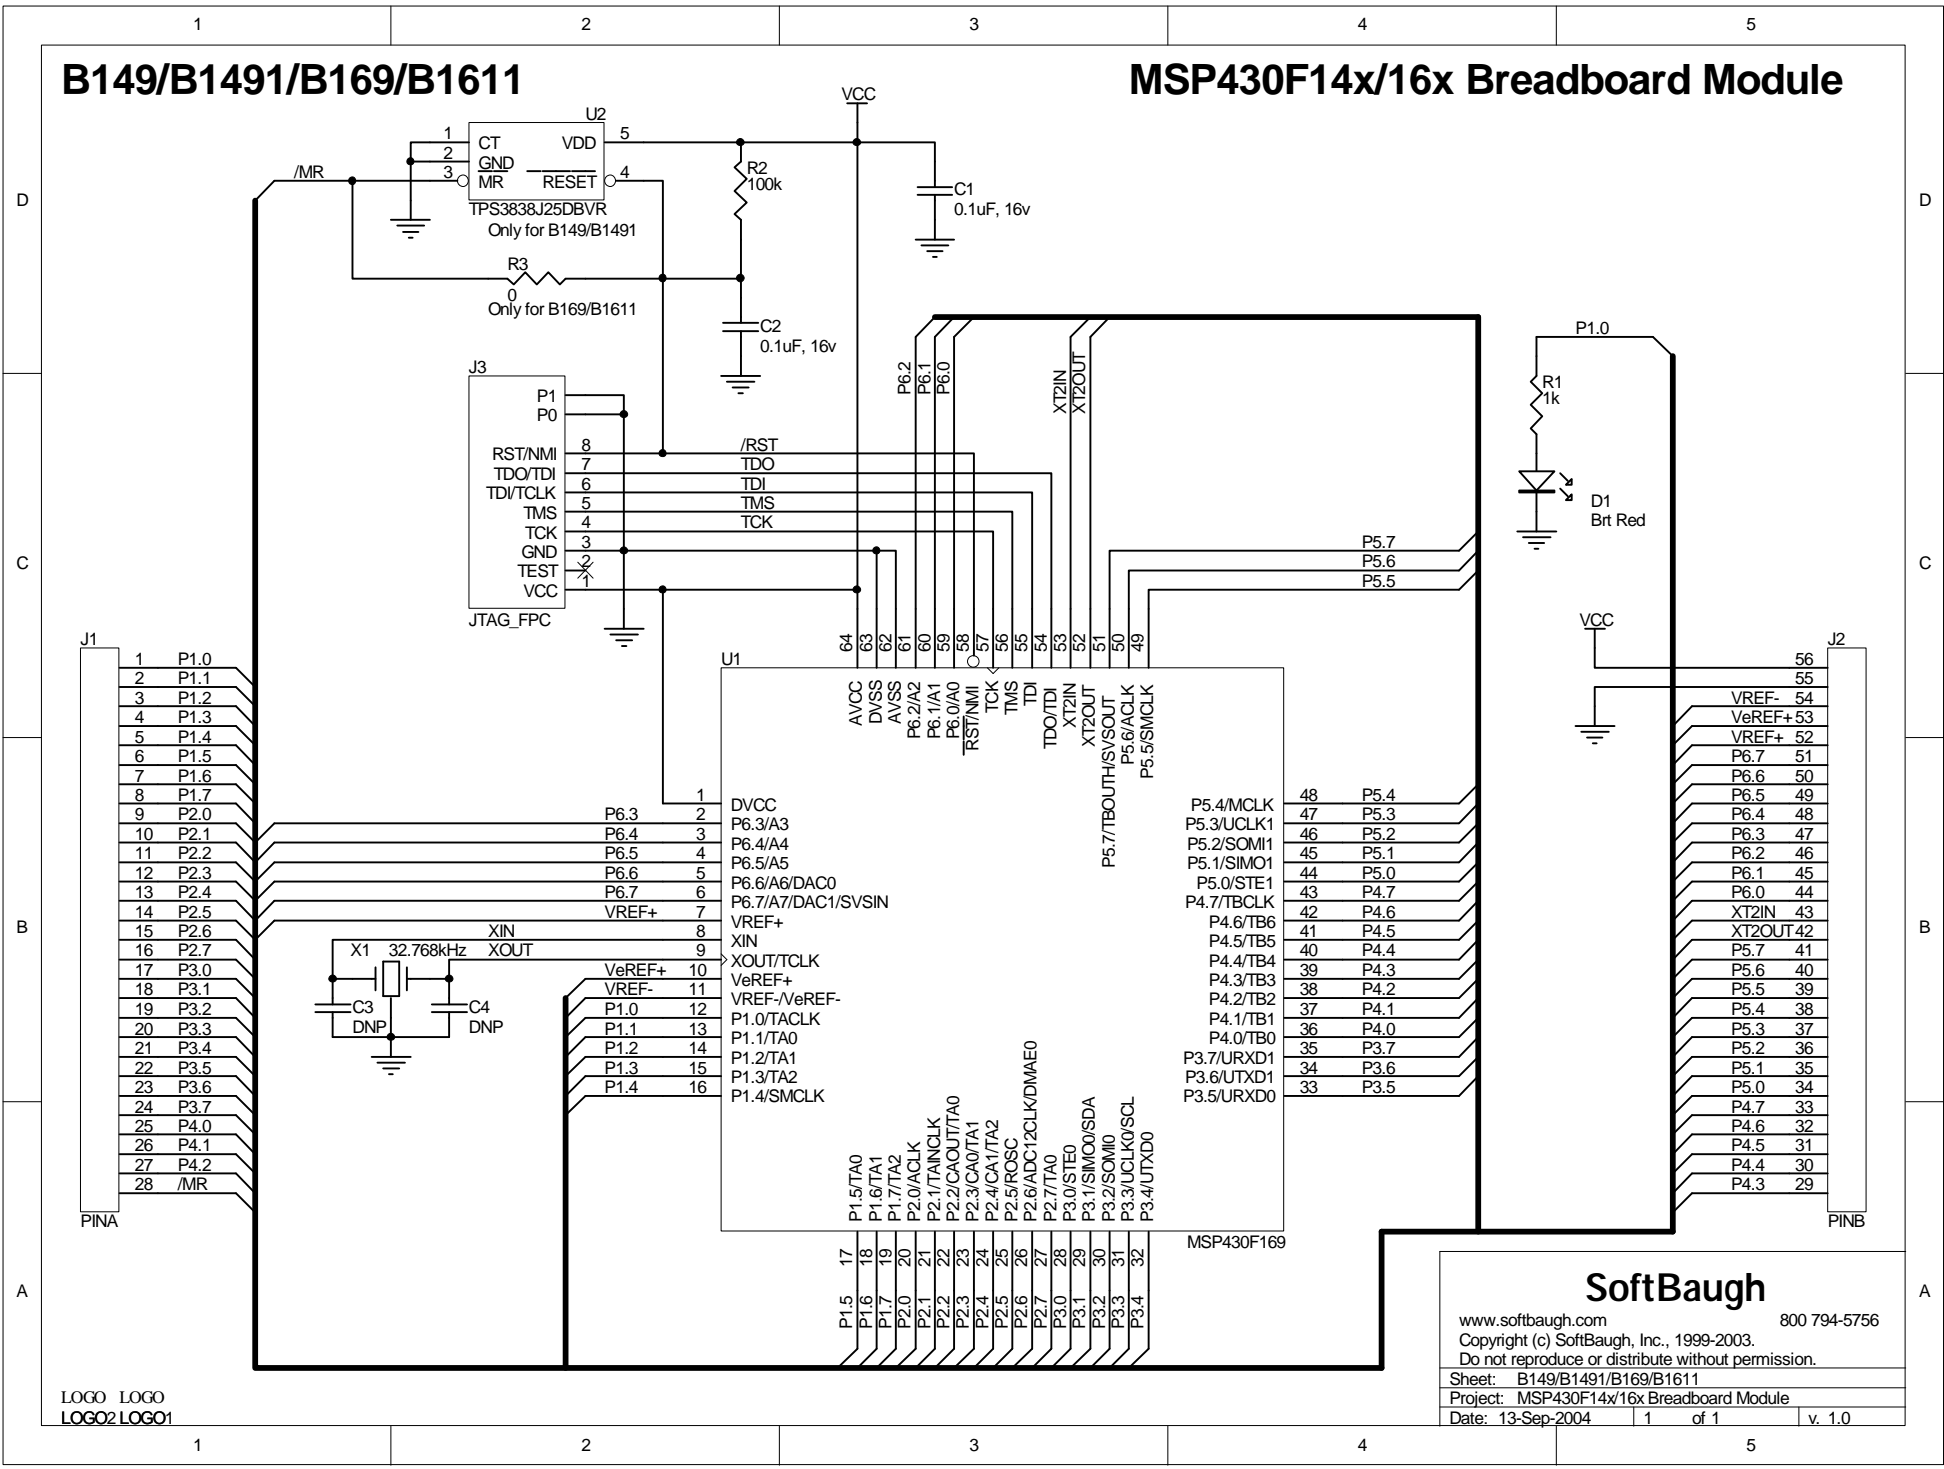 1 2 3 4 5
B149/B1491/B169/B1611
MSP430F14x/16x Breadboard Module
D
D
VCC
U2
1 CT VDD 5
2 GND
/MR 3 MR RESET 4
TPS3838J25DBVR
Only for B149/B1491
R2
100k
C1
0.1uF, 16v
R3
0
Only for B169/B1611
C2
0.1uF, 16v
P6.2
P6.1
P6.0
XT2IN
XT2OUT
P1.0
R1
1k
D1
Brt Red
J3
P1
P0
RST/NMI 8 /RST
TDO/TDI 7 TDO
TDI/TCLK 6 TDI
TMS 5 TMS
TCK 4 TCK
GND 3
TEST 2
VCC 1
JTAG_FPC
C
C
P5.7
P5.6
P5.5
U1
64 AVCC
63 DVSS
62 AVSS
61 P6.2/A2
60 P6.1/A1
59 P6.0/A0
58 RST/NMI
57 TCK
56 TMS
55 TDI
54 TDO/TDI
53 XT2IN
52 XT2OUT
51 P5.7/TBOUTH/SVSOUT
50 P5.6/ACLK
49 P5.5/SMCLK
J1
1 P1.0
2 P1.1
3 P1.2
4 P1.3
5 P1.4
6 P1.5
7 P1.6
8 P1.7
9 P2.0
10 P2.1
11 P2.2
12 P2.3
13 P2.4
14 P2.5
15 P2.6
16 P2.7
17 P3.0
18 P3.1
19 P3.2
20 P3.3
21 P3.4
22 P3.5
23 P3.6
24 P3.7
25 P4.0
26 P4.1
27 P4.2
28 /MR
PINA
1 DVCC
P6.3 2 P6.3/A3
P6.4 3 P6.4/A4
P6.5 4 P6.5/A5
P6.6 5 P6.6/A6/DAC0
P6.7 6 P6.7/A7/DAC1/SVSIN
VREF+ 7 VREF+
XIN 8 XIN
XOUT 9 XOUT/TCLK
VeREF+ 10 VeREF+
VREF- 11 VREF-/VeREF-
P1.0 12 P1.0/TACLK
P1.1 13 P1.1/TA0
P1.2 14 P1.2/TA1
P1.3 15 P1.3/TA2
P1.4 16 P1.4/SMCLK
X1 32.768kHz
C3
DNP
C4
DNP
P5.4/MCLK 48 P5.4
P5.3/UCLK1 47 P5.3
P5.2/SOMI1 46 P5.2
P5.1/SIMO1 45 P5.1
P5.0/STE1 44 P5.0
P4.7/TBCLK 43 P4.7
P4.6/TB6 42 P4.6
P4.5/TB5 41 P4.5
P4.4/TB4 40 P4.4
P4.3/TB3 39 P4.3
P4.2/TB2 38 P4.2
P4.1/TB1 37 P4.1
P4.0/TB0 36 P4.0
P3.7/URXD1 35 P3.7
P3.6/UTXD1 34 P3.6
P3.5/URXD0 33 P3.5
P1.5/TA0 17 P1.5
P1.6/TA1 18 P1.6
P1.7/TA2 19 P1.7
P2.0/ACLK 20 P2.0
P2.1/TAINCLK 21 P2.1
P2.2/CAOUT/TA0 22 P2.2
P2.3/CA0/TA1 23 P2.3
P2.4/CA1/TA2 24 P2.4
P2.5/ROSC 25 P2.5
P2.6/ADC12CLK/DMAE0 26 P2.6
P2.7/TA0 27 P2.7
P3.0/STE0 28 P3.0
P3.1/SIMO0/SDA 29 P3.1
P3.2/SOMI0 30 P3.2
P3.3/UCLK0/SCL 31 P3.3
P3.4/UTXD0 32 P3.4
MSP430F169
VCC
J2
56
55
VREF- 54
VeREF+ 53
VREF+ 52
P6.7 51
P6.6 50
P6.5 49
P6.4 48
P6.3 47
P6.2 46
P6.1 45
P6.0 44
XT2IN 43
XT2OUT 42
P5.7 41
P5.6 40
P5.5 39
P5.4 38
P5.3 37
P5.2 36
P5.1 35
P5.0 34
P4.7 33
P4.6 32
P4.5 31
P4.4 30
P4.3 29
PINB
B
B
A
A
SoftBaugh
www.softbaugh.com 800 794-5756
Copyright (c) SoftBaugh, Inc., 1999-2003.
Do not reproduce or distribute without permission.
Sheet: B149/B1491/B169/B1611
Project: MSP430F14x/16x Breadboard Module
Date: 13-Sep-2004 1 of 1 v. 1.0
LOGO LOGO
LOGO2 LOGO1
1 2 3 4 5